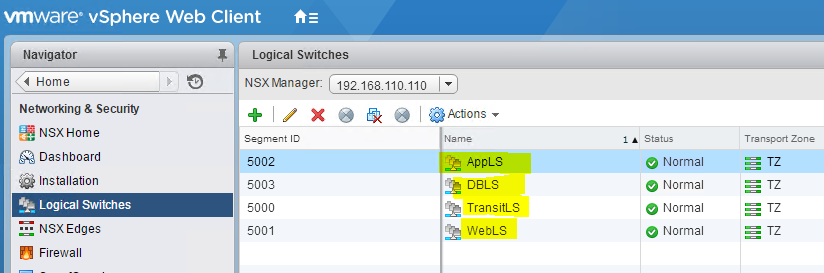 vmware® vSphere Web Client
Navigator
Home
Networking & Security
NSX Home
Dashboard
Installation
Logical Switches
NSX Edges
Firewall
Logical Switches
NSX Manager: 192.168.110.110
Actions
Segment ID Name 1 ▲ Status Transport Zone
5002 AppLS Normal TZ
5003 DBLS Normal TZ
5000 TransitLS Normal TZ
5001 WebLS Normal TZ